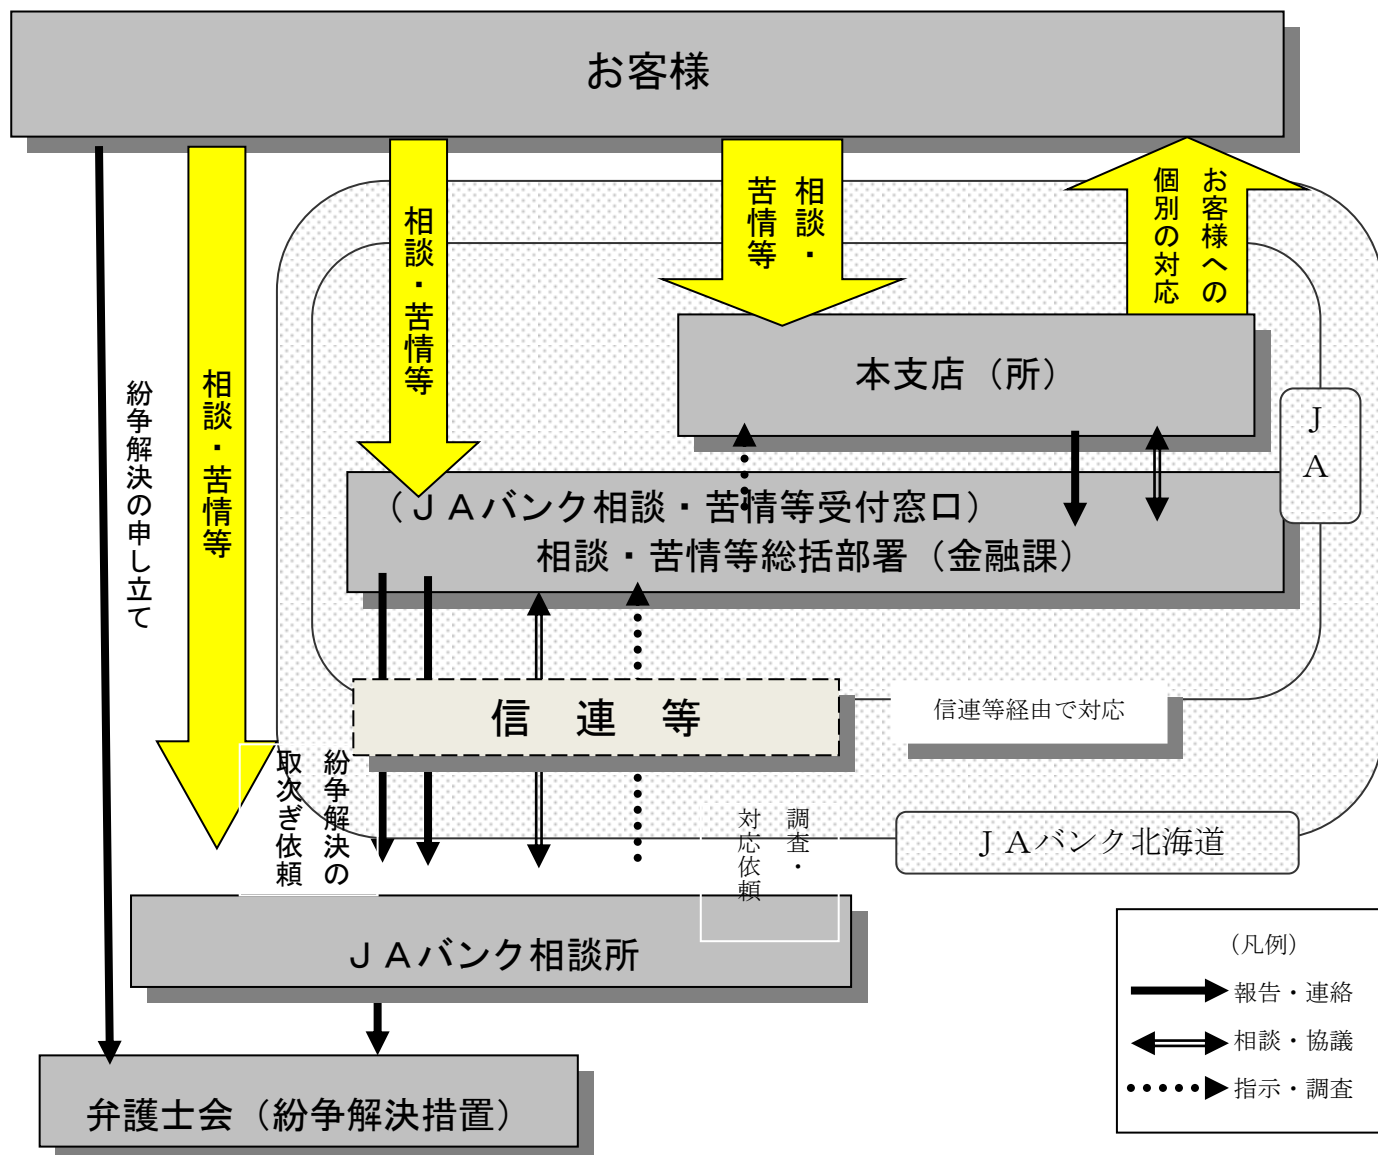 お客様
相談・苦情等
相談・
苦情等
お客様への
個別の対応
本支店（所）
ＪＡ
紛争解決の申し立て
相談・苦情等
（ＪＡバンク相談・苦情等受付窓口）
相談・苦情等総括部署（金融課）
信　連　等
信連等経由で対応
紛争解決の
取次ぎ依頼
調査・
対応依頼
ＪＡバンク北海道
ＪＡバンク相談所
弁護士会（紛争解決措置）
（凡例）
報告・連絡
相談・協議
指示・調査